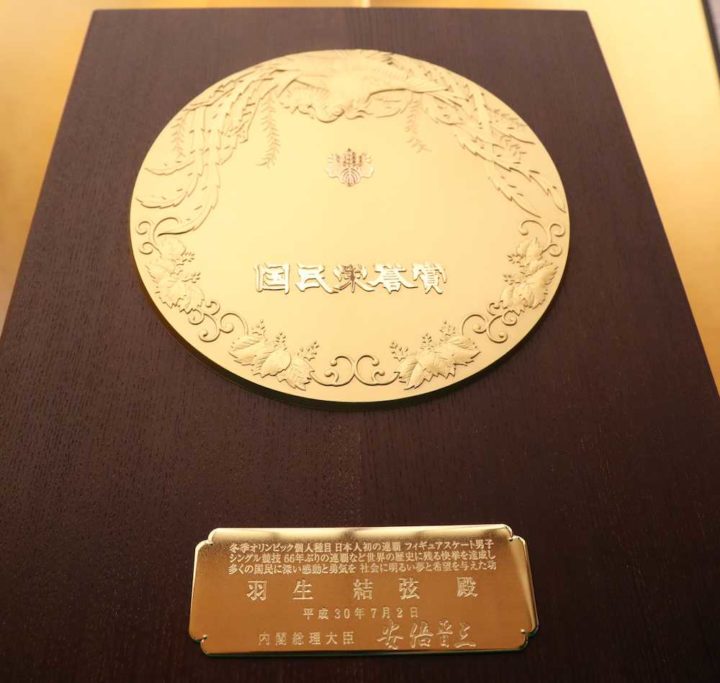 国民栄誉賞
冬季オリンピック個人種目 日本人初の連覇 フィギュアスケート男子
シングル競技 66年ぶりの連覇など世界の歴史に残る快挙を達成し
多くの国民に深い感動と勇気を 社会に明るい夢と希望を与えた功
羽生 結弦 殿
平成30年7月2日
内閣総理大臣 安倍晋三